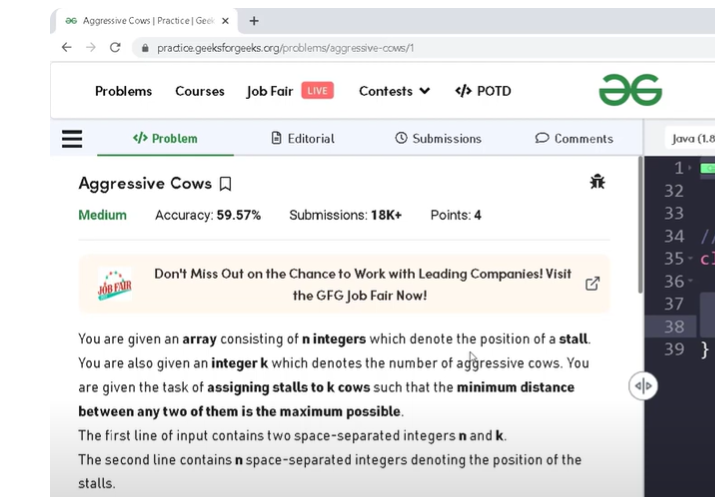 Aggressive Cows | Practice | Gee
practice.geeksforgeeks.org/problems/aggressive-cows/1
Problems Courses Job Fair LIVE Contests </> POTD
</> Problem Editorial Submissions Comments Java (1.8
Aggressive Cows
Medium Accuracy: 59.57% Submissions: 18K+ Points: 4
JOB FAIR
Don't Miss Out on the Chance to Work with Leading Companies! Visit
the GFG Job Fair Now!
You are given an array consisting of n integers which denote the position of a stall.
You are also given an integer k which denotes the number of aggressive cows. You
are given the task of assigning stalls to k cows such that the minimum distance
between any two of them is the maximum possible.
The first line of input contains two space-separated integers n and k.
The second line contains n space-separated integers denoting the position of the
stalls.
1
32
33
34 //
35 cl
36
37
38
39 }